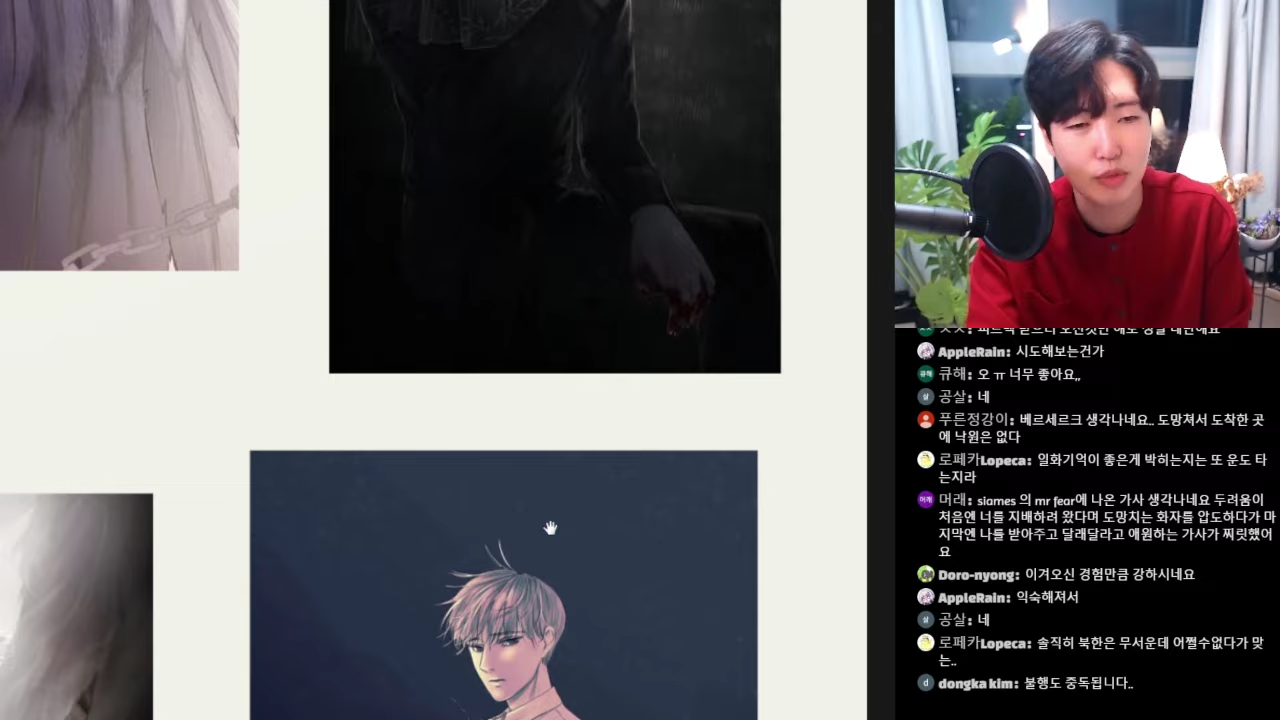 AppleRain: 시도해보는건가
큐해: 오 ㅠ 너무 좋아요,,
공살: 네
푸른정강이: 베르세르크 생각나네요.. 도망쳐서 도착한 곳
에 낙원은 없다
로페카Lopeca: 일화기억이 좋은게 박히는지는 또 운도 타
는지라
머래: siames 의 mr fear에 나온 가사 생각나네요 두려움이
처음엔 너를 지배하려 왔다며 도망치는 화자를 압도하다가 마
지막엔 나를 받아주고 달래달라고 애원하는 가사가 찌릿했어
요
Doro-nyong: 이겨오신 경험만큼 강하시네요
AppleRain: 익숙해져서
공살: 네
로페카Lopeca: 솔직히 북한은 무서운데 어쩔수없다가 맞
는..
dongka kim: 불행도 중독됩니다..